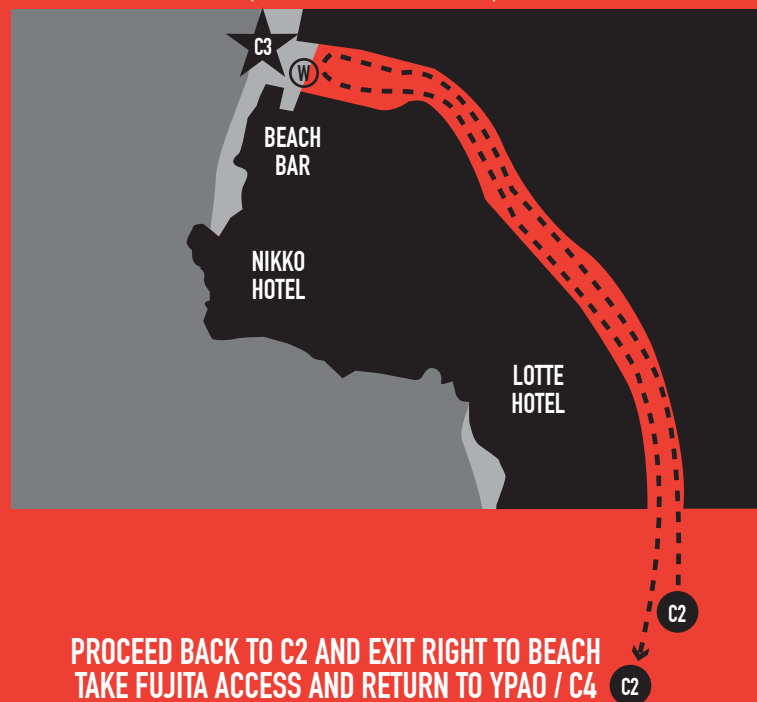 C3
W
BEACH
BAR
NIKKO
HOTEL
LOTTE
HOTEL
C2
PROCEED BACK TO C2 AND EXIT RIGHT TO BEACH
TAKE FUJITA ACCESS AND RETURN TO YPAO / C4
C2